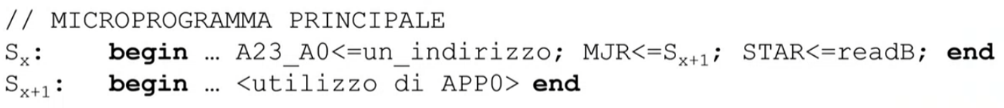 // MICROPROGRAMMA PRINCIPALE
Sx: begin … A23_A0<=un_indirizzo; MJR<=Sx+1; STAR<=readB; end
Sx+1: begin … <utilizzo di APP0> end